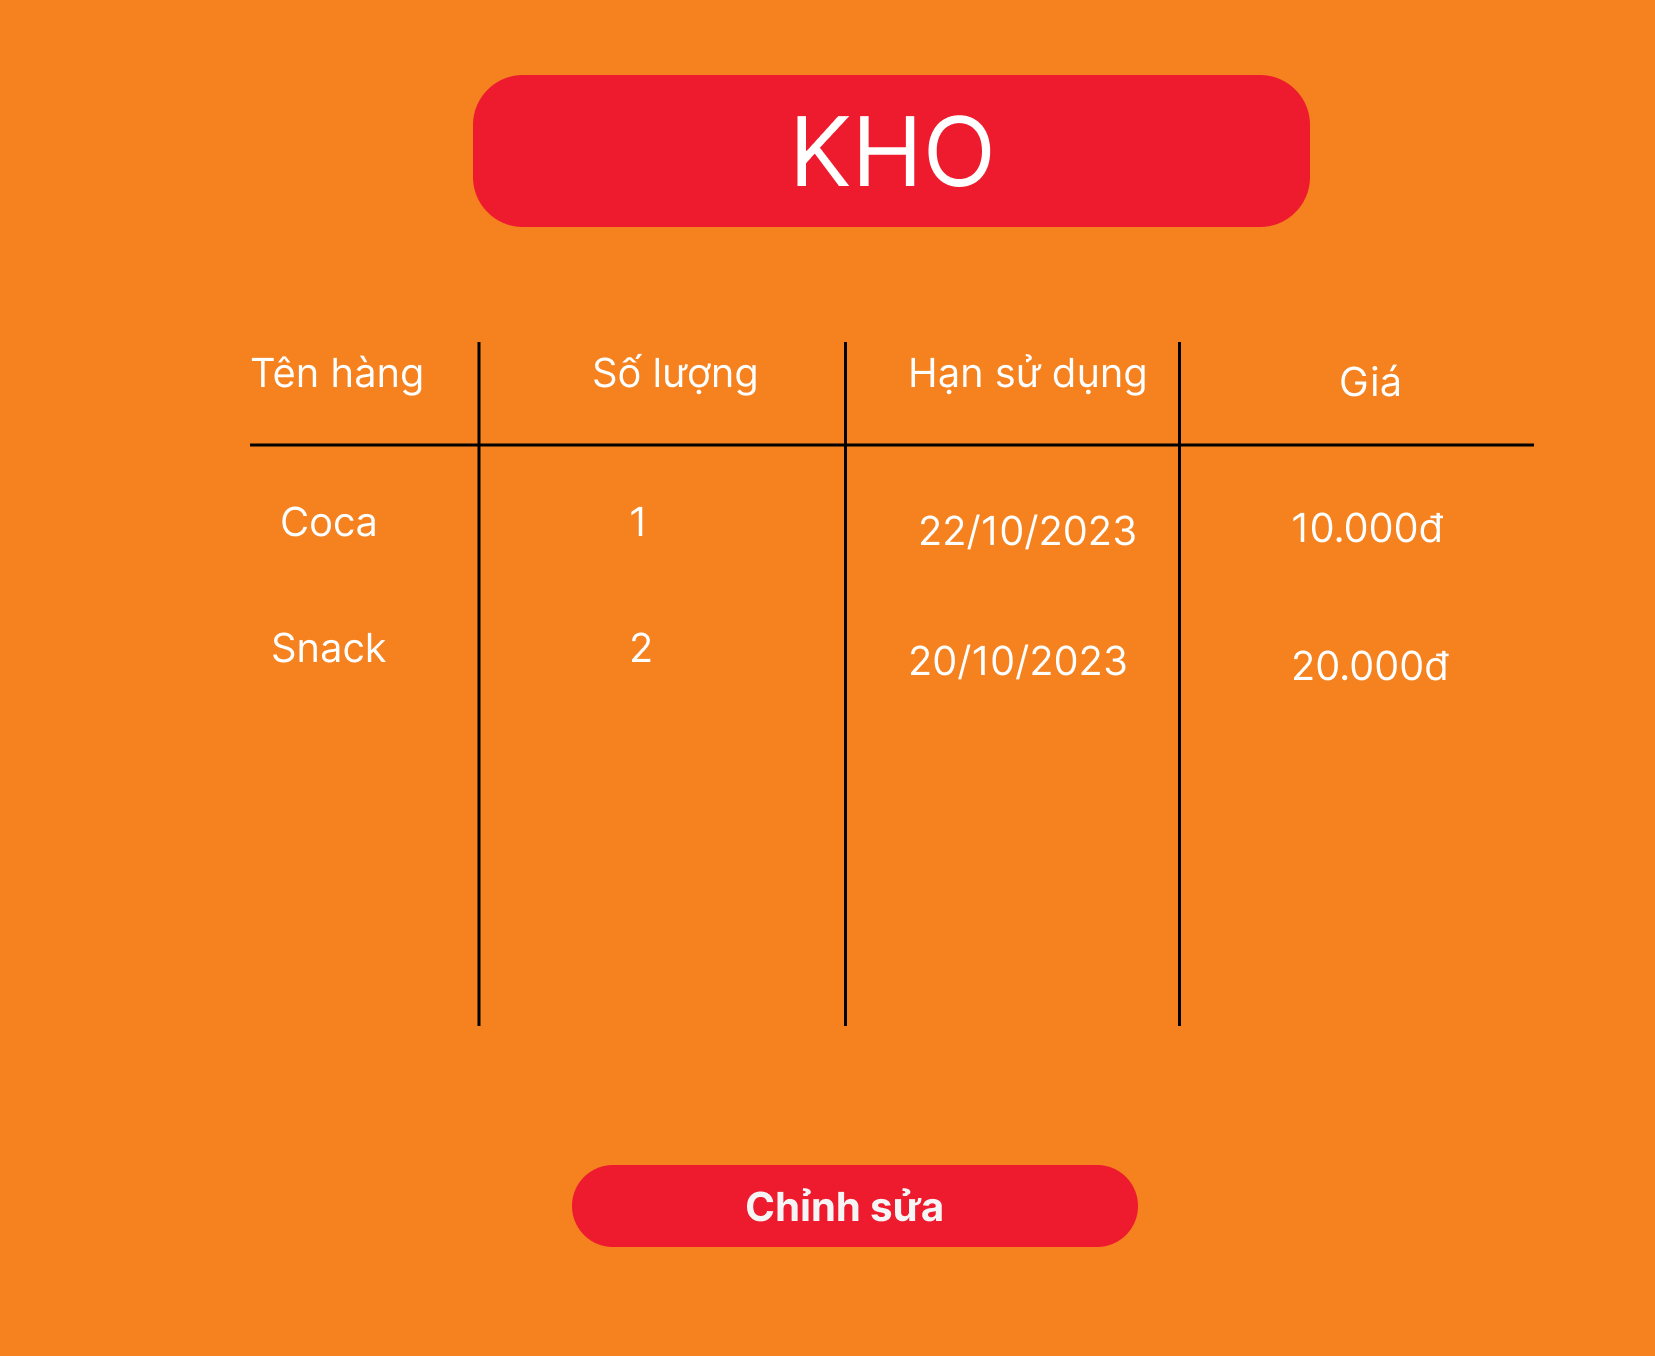 KHO
Tên hàng Số lượng Hạn sử dụng Giá
Coca 1 22/10/2023 10.000đ
Snack 2 20/10/2023 20.000đ
Chỉnh sửa